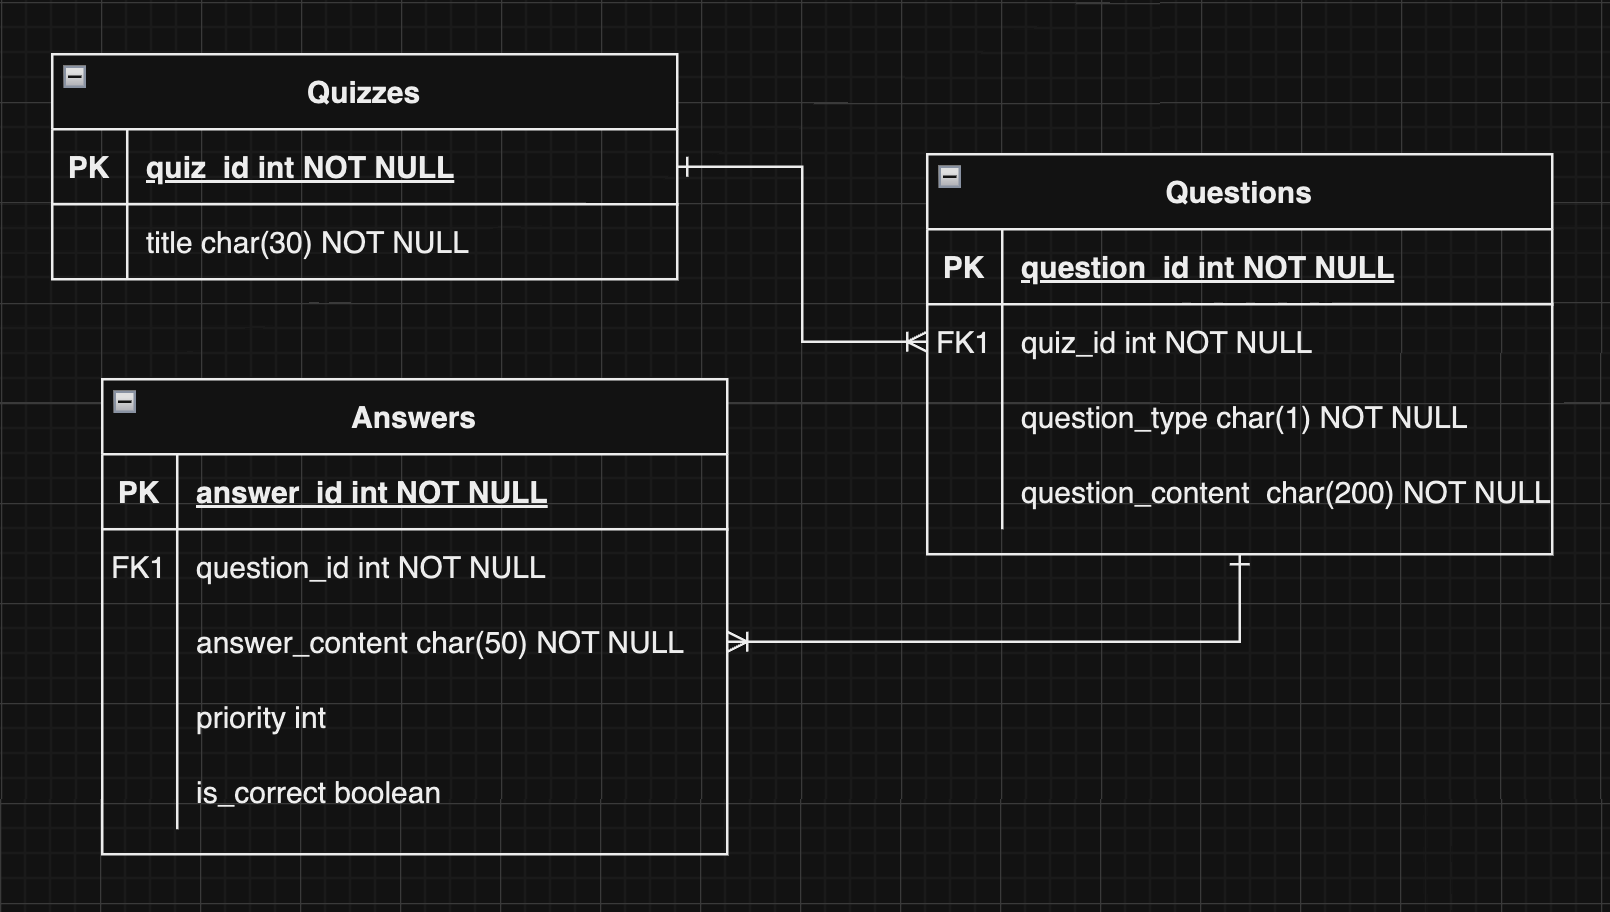 Quizzes
PK quiz_id int NOT NULL
title char(30) NOT NULL
Questions
PK question_id int NOT NULL
FK1 quiz_id int NOT NULL
question_type char(1) NOT NULL
question_content  char(200) NOT NULL
Answers
PK answer_id int NOT NULL
FK1 question_id int NOT NULL
answer_content char(50) NOT NULL
priority int
is_correct boolean